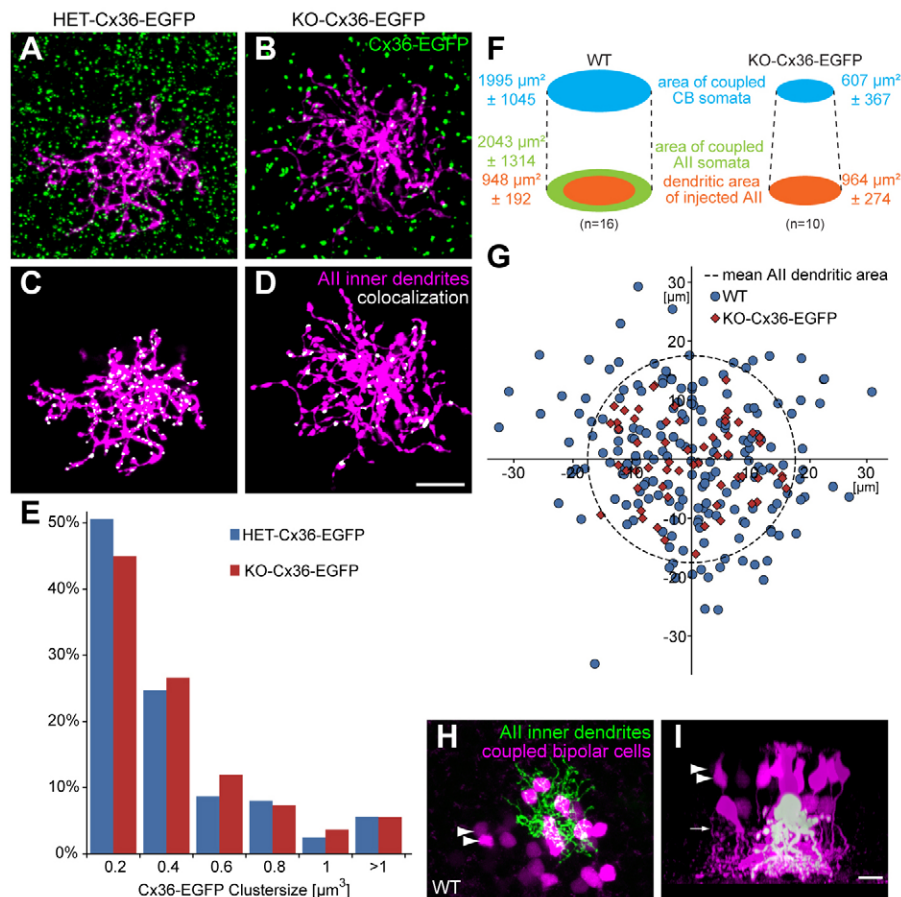 HET-Cx36-EGFP
KO-Cx36-EGFP
A
B
Cx36-EGFP
C
D
AII inner dendrites
colocalization
E
50%
40%
30%
20%
10%
0%
HET-Cx36-EGFP
KO-Cx36-EGFP
0.2 0.4 0.6 0.8 1 >1
Cx36-EGFP Clustersize [µm³]
F
WT
KO-Cx36-EGFP
1995 µm²
± 1045
area of coupled
CB somata
607 µm²
± 367
2043 µm²
± 1314
area of coupled
AII somata
948 µm²
± 192
dendritic area
of injected AII
964 µm²
± 274
(n=16)
(n=10)
G
mean AII dendritic area
WT
KO-Cx36-EGFP
30
[µm]
20
10
-30 -20 -10 10 20 30
[µm]
-10
-20
-30
H
AII inner dendrites
coupled bipolar cells
WT
I